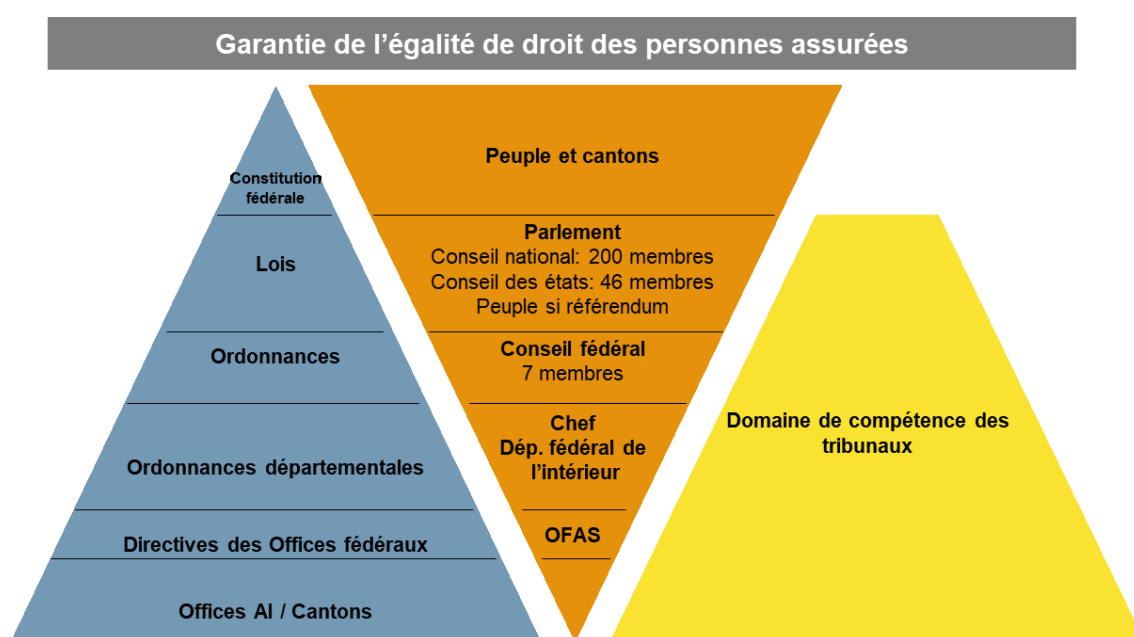 Garantie de l’égalité de droit des personnes assurées
Constitution
fédérale
Lois
Ordonnances
Ordonnances départementales
Directives des Offices fédéraux
Offices AI / Cantons
Peuple et cantons
Parlement
Conseil national: 200 membres
Conseil des états: 46 membres
Peuple si référendum
Conseil fédéral
7 membres
Chef
Dép. fédéral de
l’intérieur
OFAS
Domaine de compétence des
tribunaux